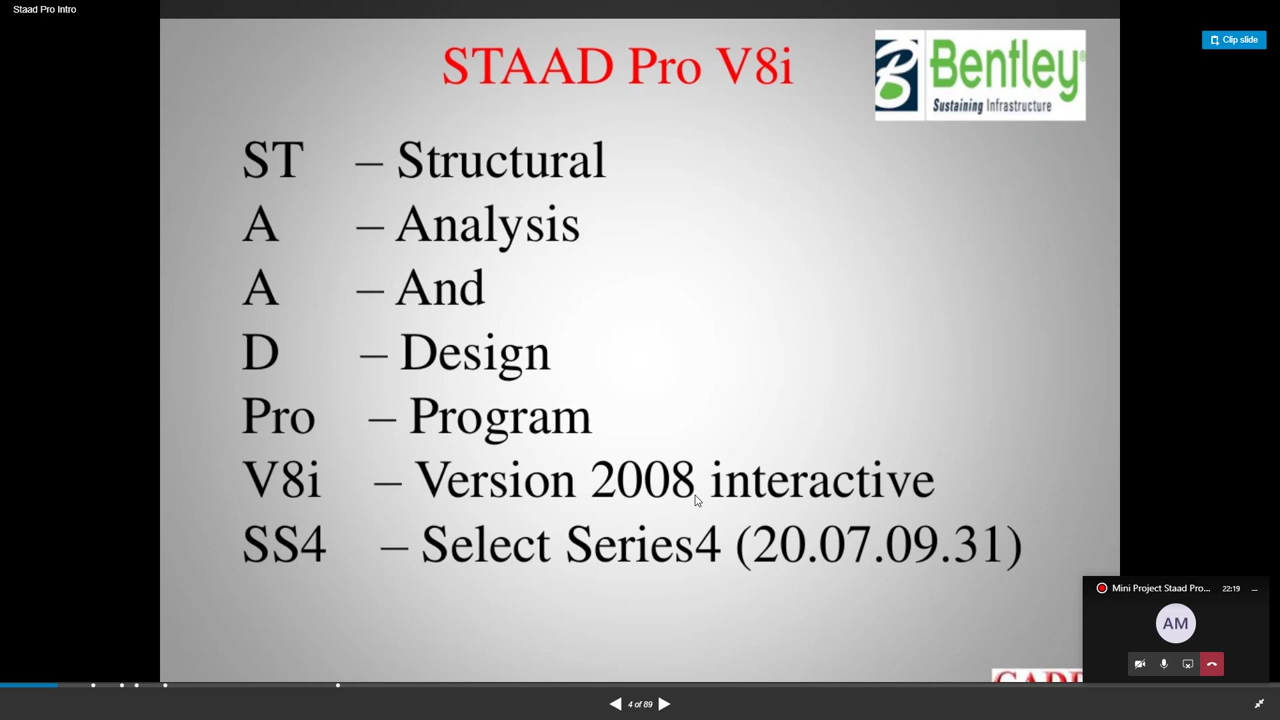 Staad Pro Intro
Clip slide
STAAD Pro V8i
Bentley®
Sustaining Infrastructure
ST – Structural
A – Analysis
A – And
D – Design
Pro – Program
V8i – Version 2008 interactive
SS4 – Select Series4 (20.07.09.31)
Mini Project Staad Pro... 22:19
AM
4 of 89